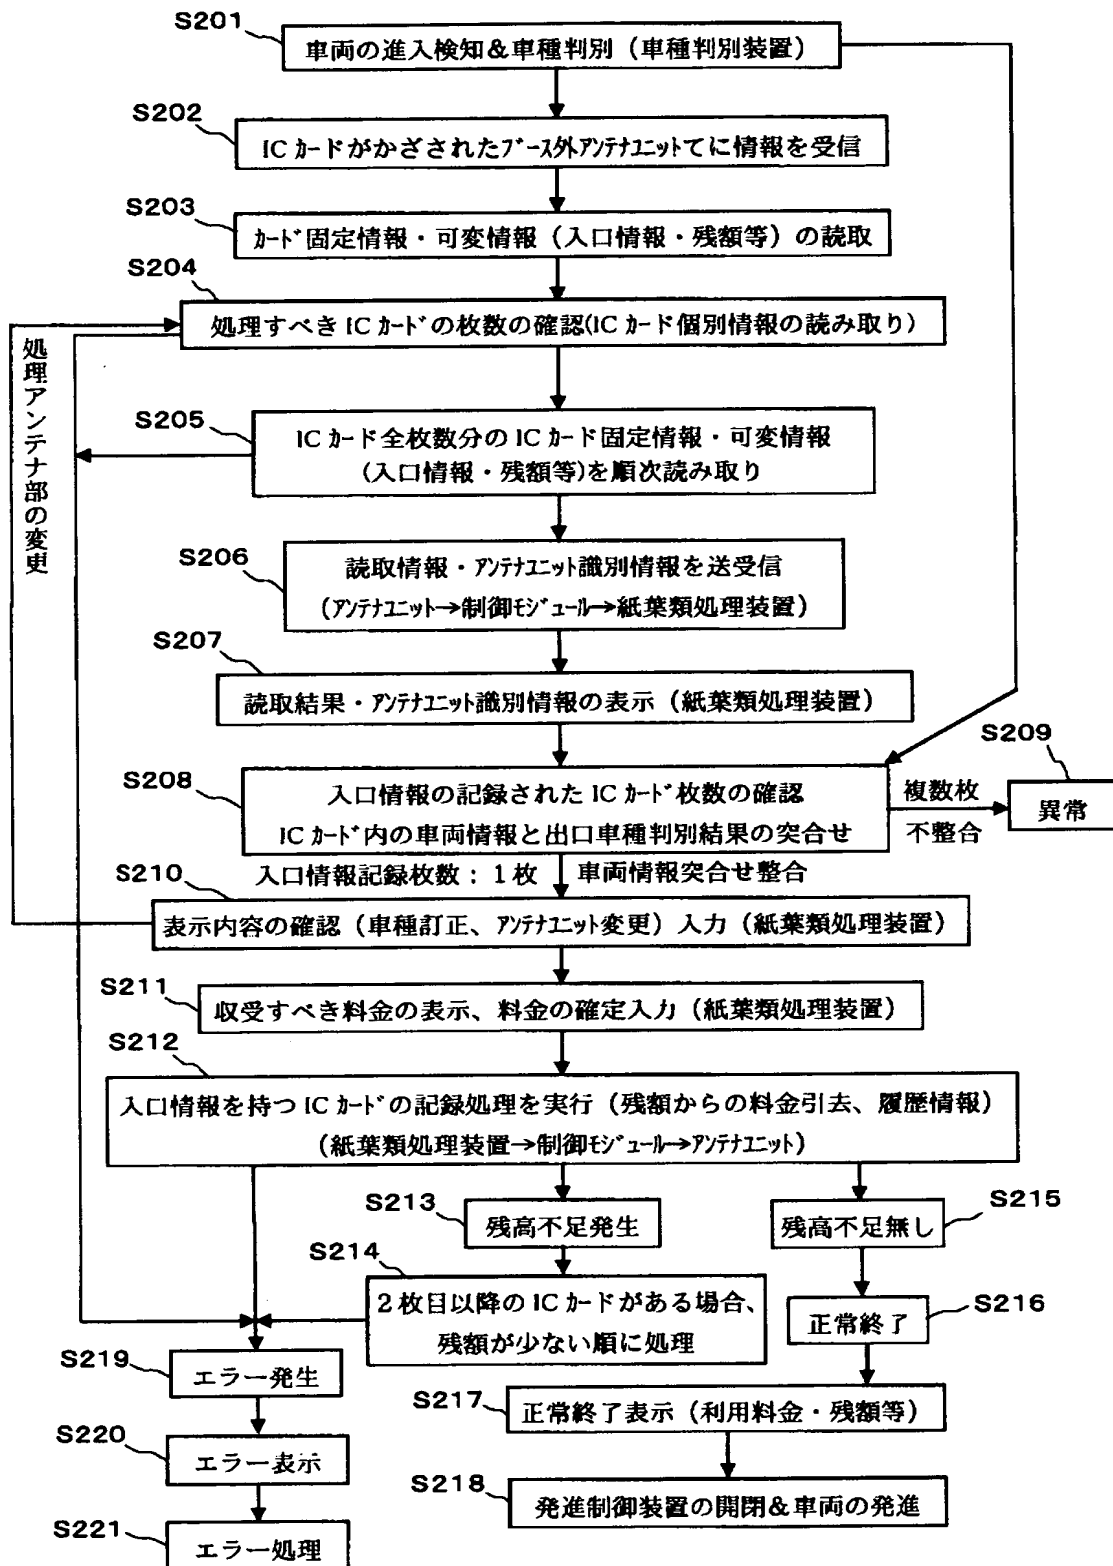 S201
車両の進入検知&車種判別（車種判別装置）
S202
ICカードがかざされたブース外アンテナユニットてに情報を受信
S203
カード固定情報・可変情報（入口情報・残額等）の読取
S204
処理すべきICカードの枚数の確認(ICカード個別情報の読み取り)
処理アンテナ部の変更
S205
ICカード全枚数分のICカード固定情報・可変情報
(入口情報・残額等)を順次読み取り
S206
読取情報・アンテナユニット識別情報を送受信
(アンテナユニット→制御モジュール→紙葉類処理装置)
S207
読取結果・アンテナユニット識別情報の表示（紙葉類処理装置）
S208
入口情報の記録されたICカード枚数の確認
ICカード内の車両情報と出口車種判別結果の突合せ
複数枚
不整合
S209
異常
入口情報記録枚数：1枚
車両情報突合せ整合
S210
表示内容の確認（車種訂正、アンテナユニット変更）入力（紙葉類処理装置）
S211
収受すべき料金の表示、料金の確定入力（紙葉類処理装置）
S212
入口情報を持つICカードの記録処理を実行（残額からの料金引去、履歴情報）
(紙葉類処理装置→制御モジュール→アンテナユニット)
S213
残高不足発生
S215
残高不足無し
S214
2枚目以降のICカードがある場合、
残額が少ない順に処理
S216
正常終了
S219
エラー発生
S217
正常終了表示（利用料金・残額等）
S220
エラー表示
S218
発進制御装置の開閉&車両の発進
S221
エラー処理